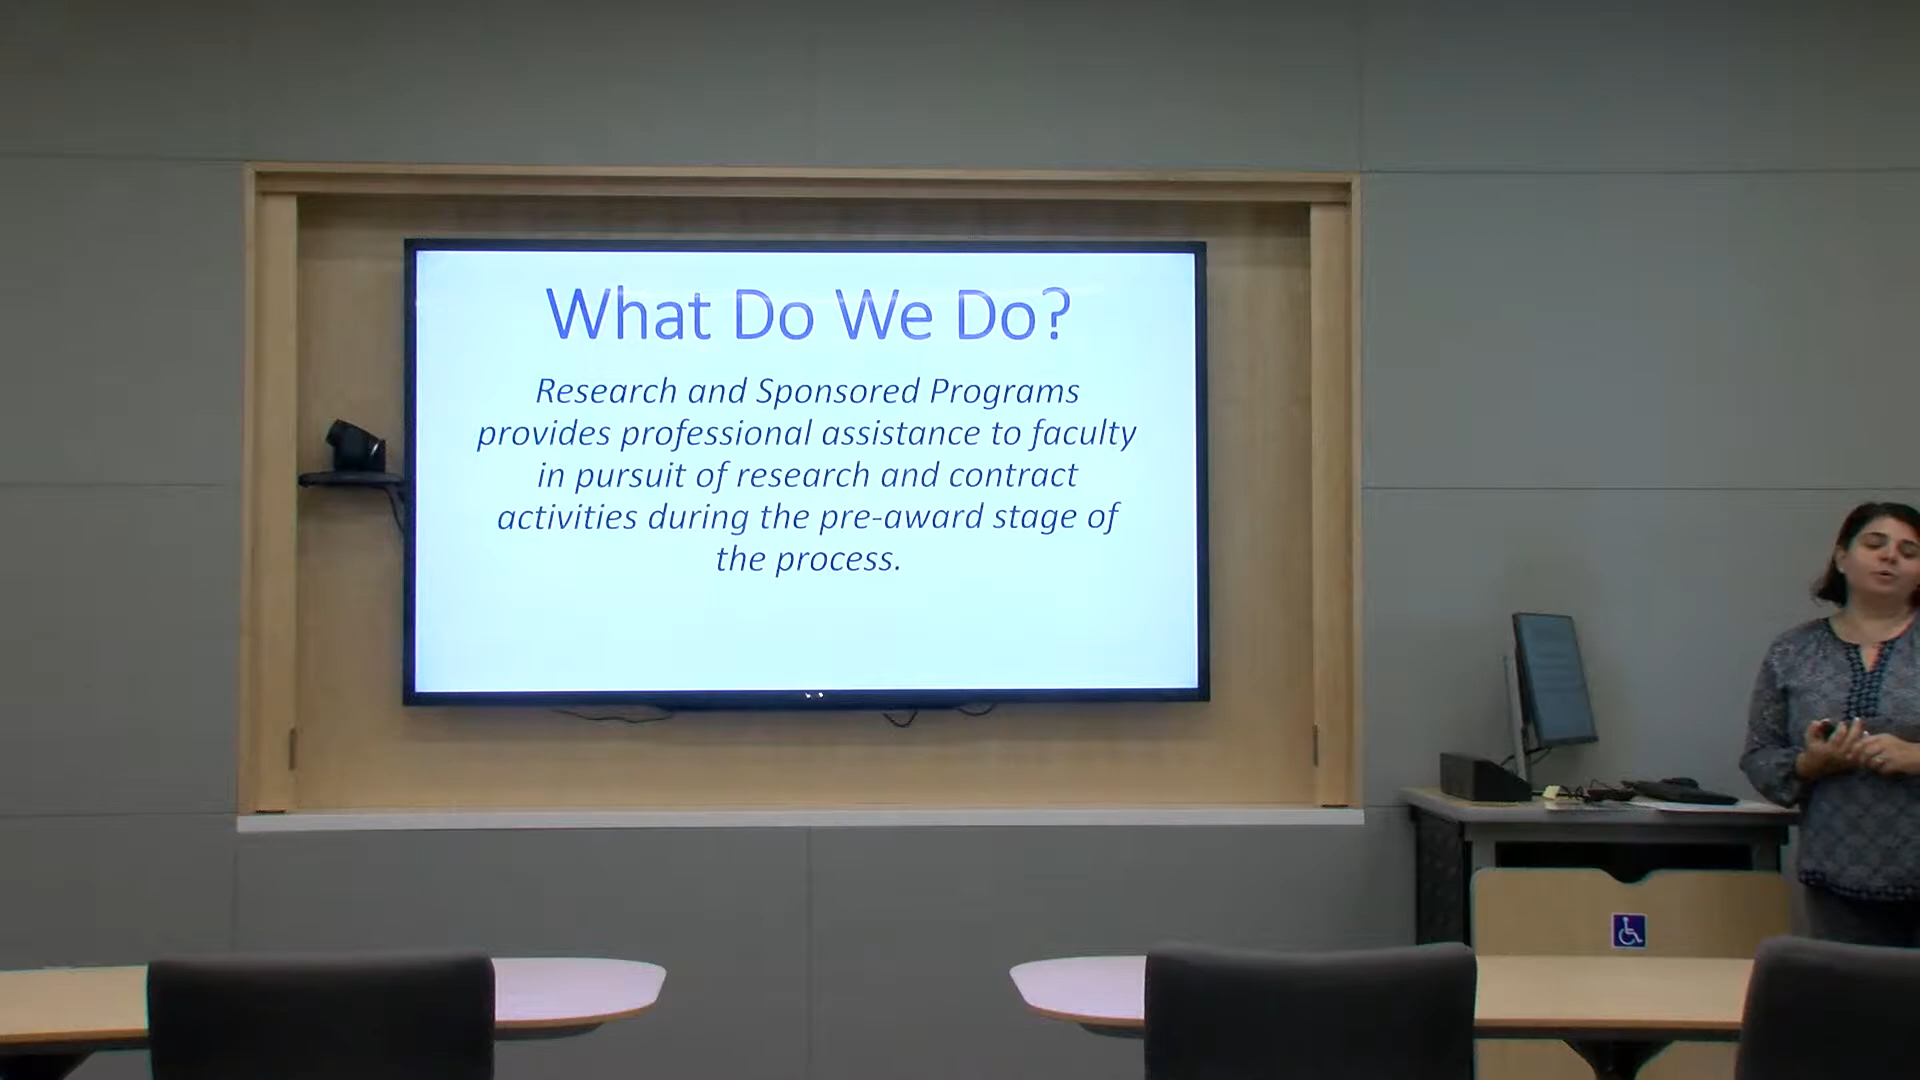 What Do We Do?
Research and Sponsored Programs
provides professional assistance to faculty
in pursuit of research and contract
activities during the pre-award stage of
the process.